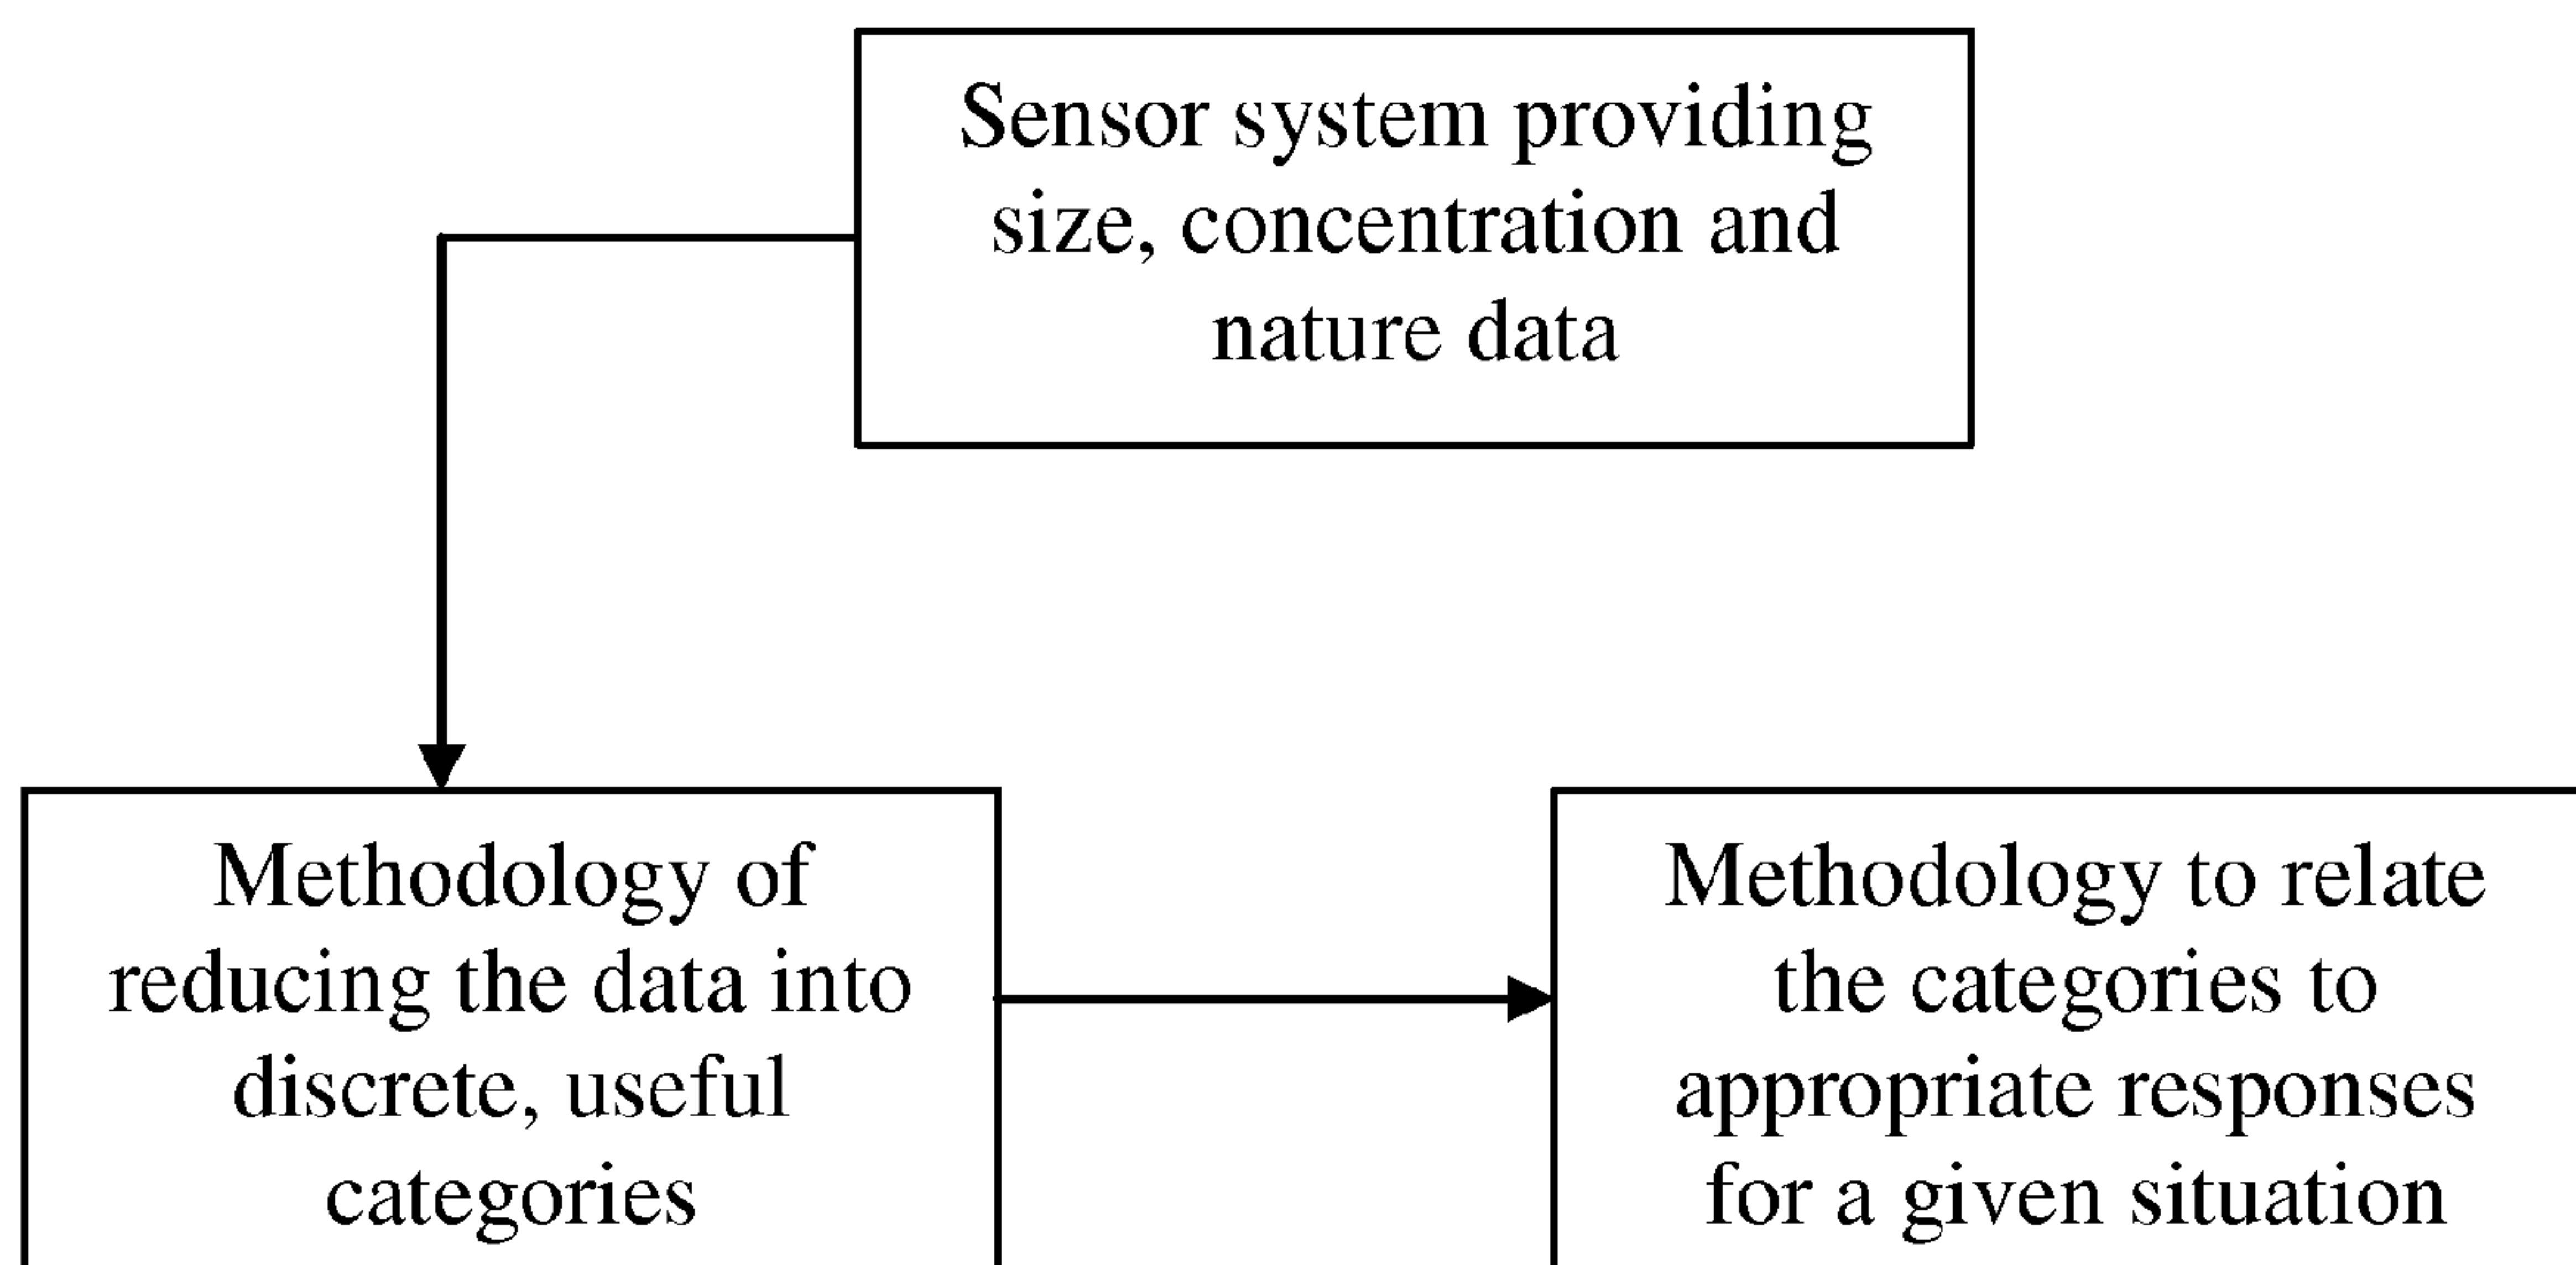 Sensor system providing
size, concentration and
nature data
Methodology of
reducing the data into
discrete, useful
categories
Methodology to relate
the categories to
appropriate responses
for a given situation